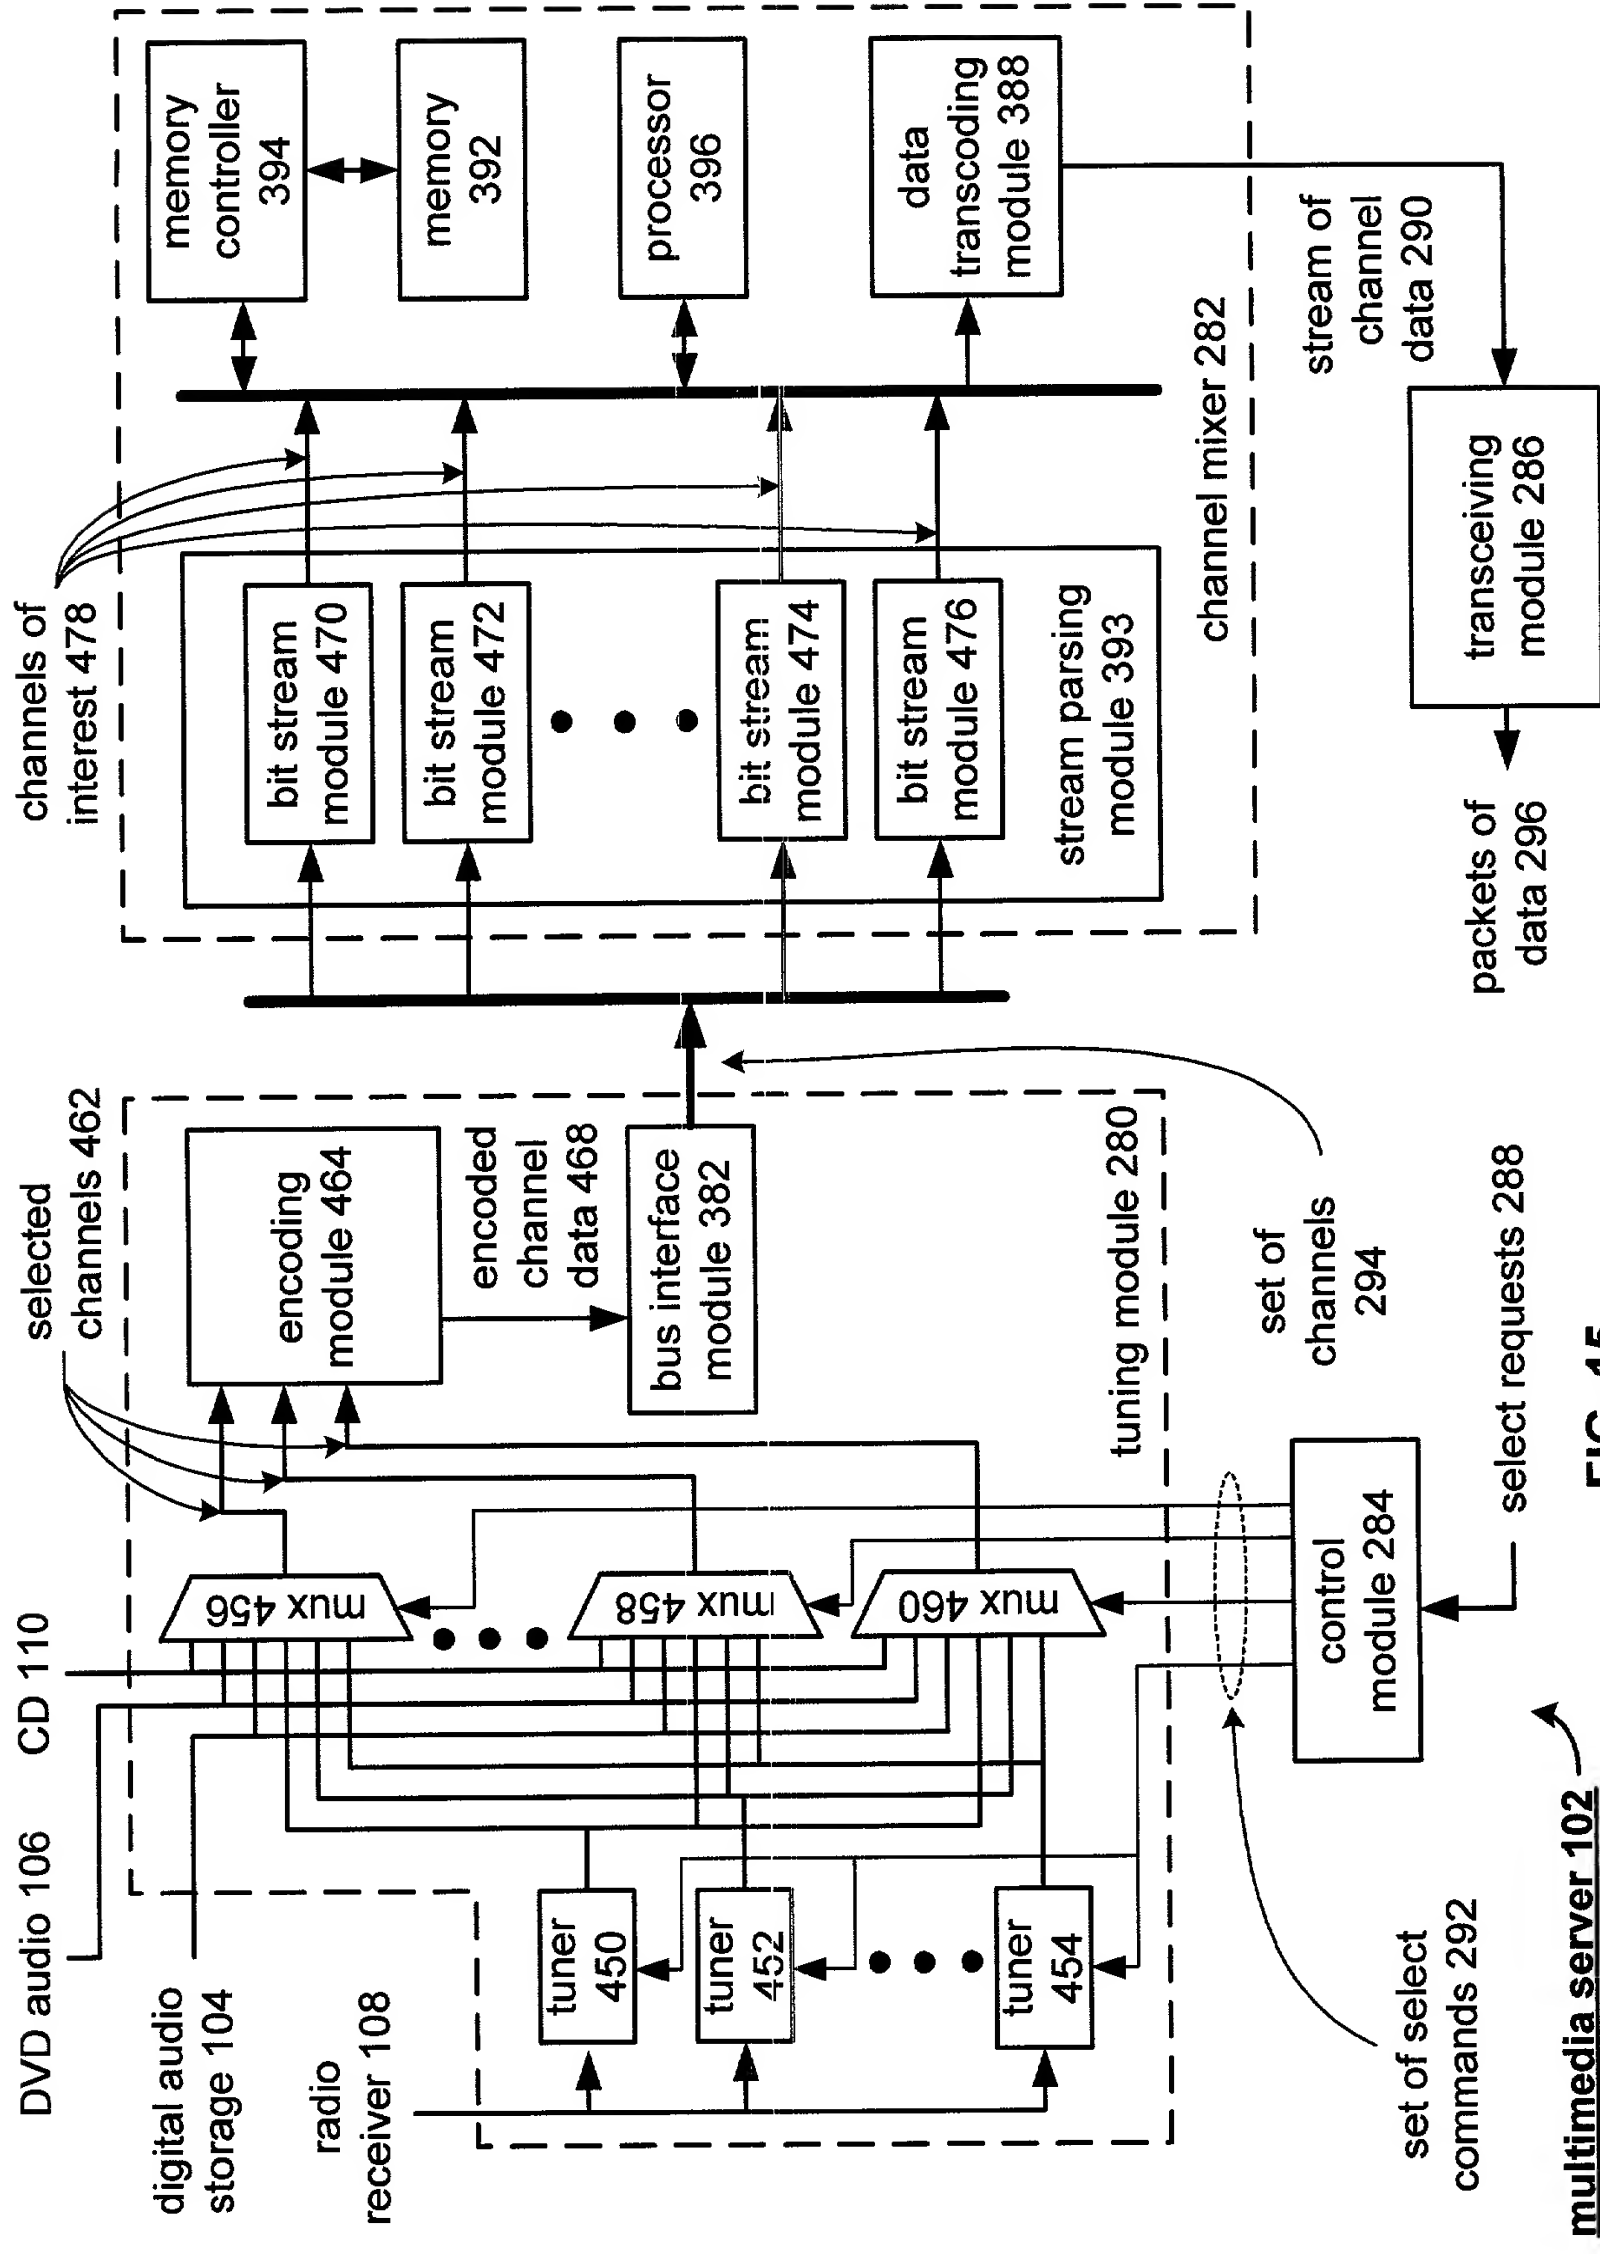 DVD audio 106
CD 110
selected
channels 462
channels of
interest 478
digital audio
storage 104
radio
receiver 108
tuner
450
tuner
452
tuner
454
mux 456
mux 458
mux 460
encoding
module 464
encoded
channel
data 468
bus interface
module 382
tuning module 280
bit stream
module 470
bit stream
module 472
bit stream
module 474
bit stream
module 476
stream parsing
module 393
memory
controller
394
memory
392
processor
396
data
transcoding
module 388
channel mixer 282
set of select
commands 292
control
module 284
select requests 288
set of
channels
294
packets of
data 296
transceiving
module 286
stream of
channel
data 290
multimedia server 102